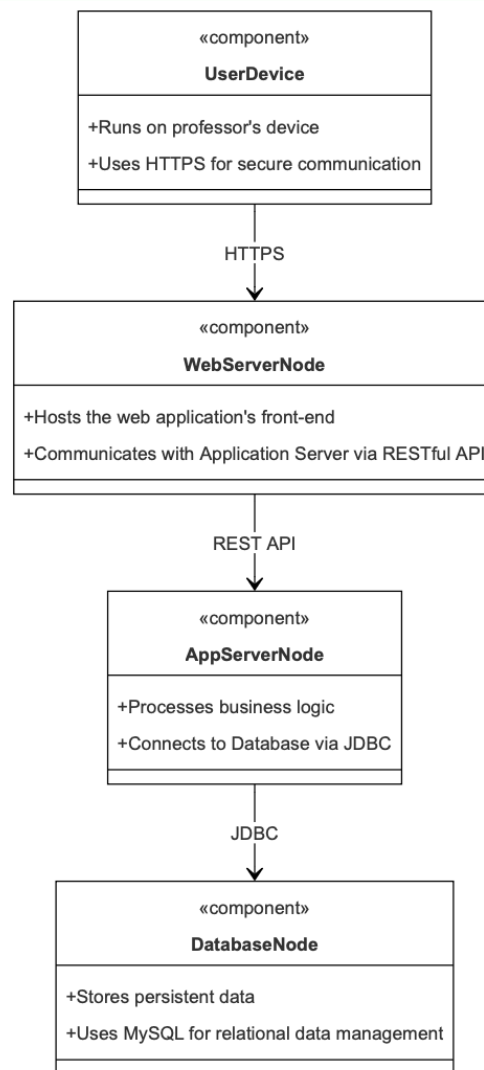 «component»
UserDevice
+Runs on professor's device
+Uses HTTPS for secure communication
HTTPS
«component»
WebServerNode
+Hosts the web application's front-end
+Communicates with Application Server via RESTful API
REST API
«component»
AppServerNode
+Processes business logic
+Connects to Database via JDBC
JDBC
«component»
DatabaseNode
+Stores persistent data
+Uses MySQL for relational data management